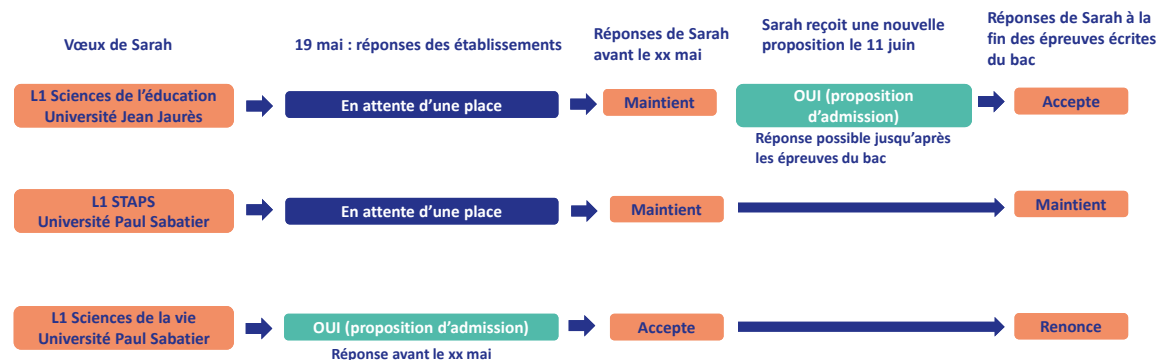 Vœux de Sarah
19 mai : réponses des établissements
Réponses de Sarah
avant le xx mai
Sarah reçoit une nouvelle
proposition le 11 juin
Réponses de Sarah à la
fin des épreuves écrites
du bac
L1 Sciences de l'éducation
Université Jean Jaurès
En attente d'une place
Maintient
OUI (proposition
d'admission)
Accepte
Réponse possible jusqu'après
les épreuves du bac
L1 STAPS
Université Paul Sabatier
En attente d'une place
Maintient
Maintient
L1 Sciences de la vie
Université Paul Sabatier
OUI (proposition d'admission)
Accepte
Renonce
Réponse avant le xx mai